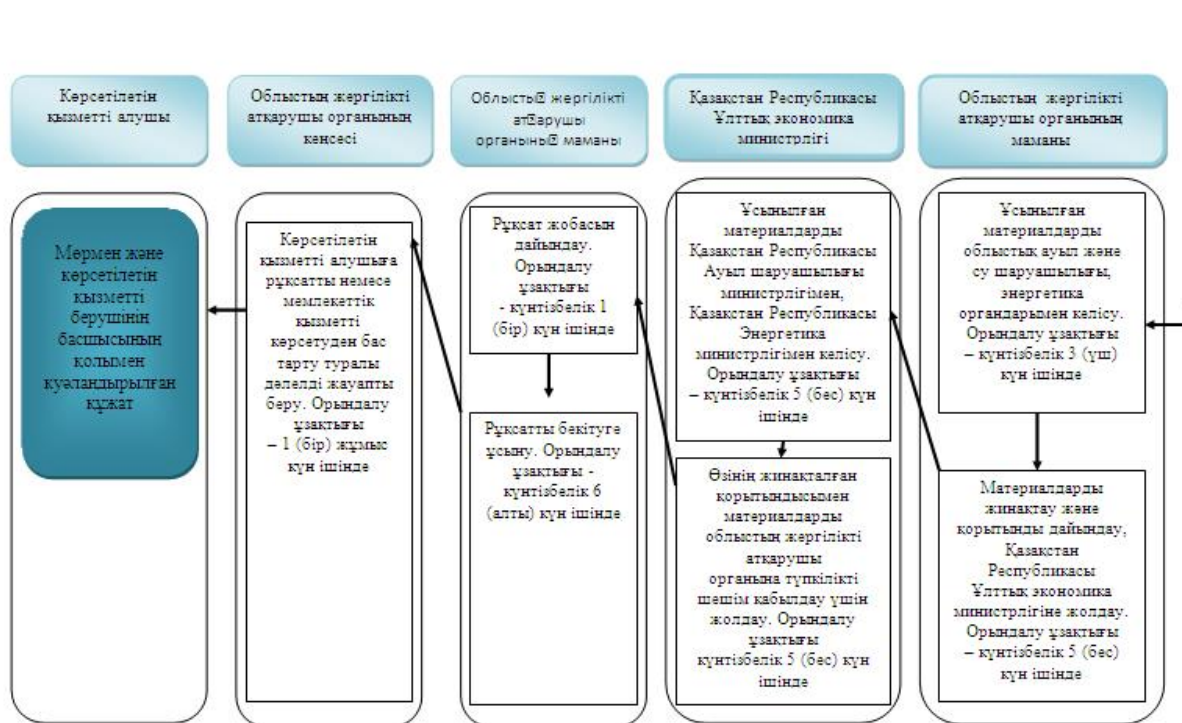 Көрсетілетін
қызметті алушы
Облыстың жергілікті
атқарушы органының
кеңсесі
Облысты жергілікті
ат арушы
органыны маманы
Қазақстан Республикасы
Ұлттық экономика
министрлігі
Облыстың жергілікті
атқарушы органының
маманы
Мөрмен және
көрсетілетін
қызметті
берушінің
басшысының
қолымен
куәландырылған
құжат
Көрсетілетін
қызметті алушыға
рұқсатты немесе
мемлекеттік
қызметті
көрсетуден бас
тарту туралы
дәлелді жауапты
беру. Орындалу
ұзақтығы
– 1 (бір) жұмыс
күн ішінде
Рұқсат жобасын
дайындау.
Орындалу
ұзақтығы
- күнтізбелік 1
(бір) күн ішінде
Рұқсатты бекітуге
ұсыну. Орындалу
ұзақтығы -
күнтізбелік 6
(алты) күн ішінде
Ұсынылған
материалдарды
Қазақстан Республикасы
Ауыл шаруашылығы
министрлігімен,
Қазақстан Республикасы
Энергетика
министрлігімен келісу.
Орындалу ұзақтығы
– күнтізбелік 5 (бес) күн
ішінде
Өзінің жинақталған
қорытындысымен
материалдарды
облыстың жергілікті
атқарушы
органына түпкілікті
шешім қабылдау үшін
жолдау. Орындалу
ұзақтығы
күнтізбелік 5 (бес) күн
ішінде
Ұсынылған
материалдарды
облыстық ауыл және
су шаруашылығы,
энергетика
органдарымен келісу.
Орындалу ұзақтығы
– күнтізбелік 3 (үш)
күн ішінде
Материалдарды
жинақтау және
қорытынды дайындау,
Қазақстан
Республикасы
Ұлттық экономика
министрлігіне жолдау.
Орындалу ұзақтығы
– күнтізбелік 5 (бес)
күн ішінде